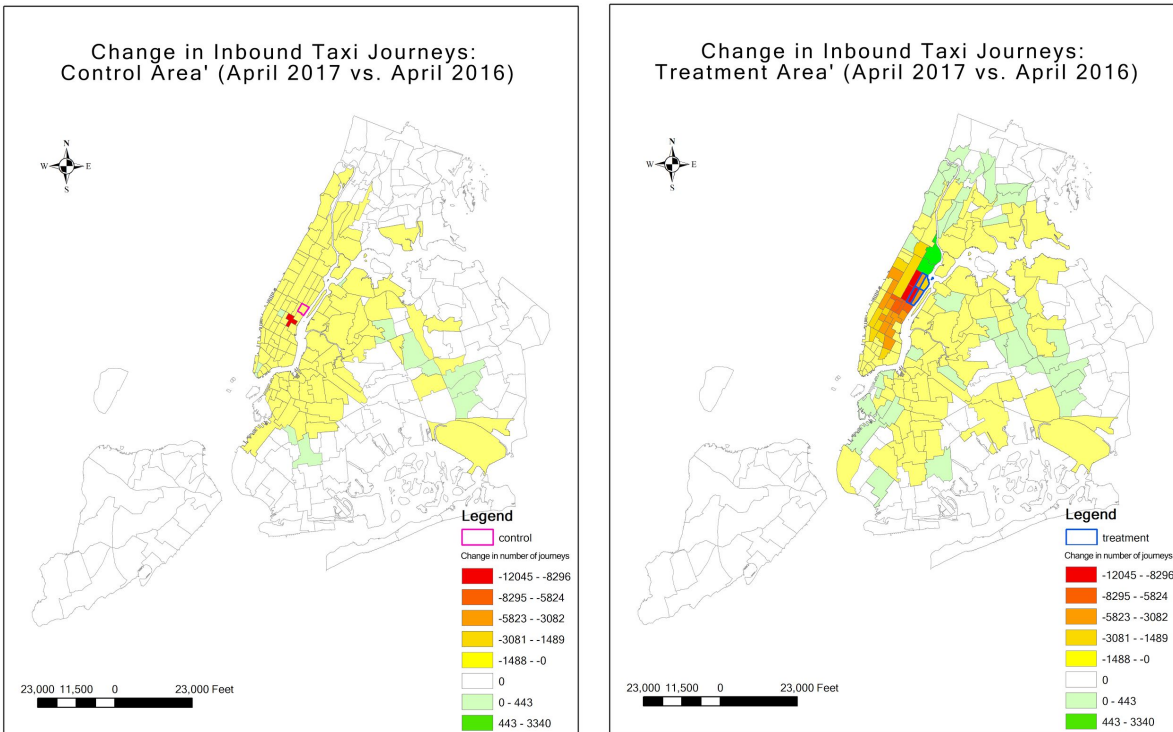 Change in Inbound Taxi Journeys:
Control Area' (April 2017 vs. April 2016)
N
W E
S
Legend
control
Change in number of journeys
-12045 - -8296
-8295 - -5824
-5823 - -3082
-3081 - -1489
-1488 - -0
0
0 - 443
443 - 3340
23,000 11,500 0 23,000 Feet
Change in Inbound Taxi Journeys:
Treatment Area' (April 2017 vs. April 2016)
N
W E
S
Legend
treatment
Change in number of journeys
-12045 - -8296
-8295 - -5824
-5823 - -3082
-3081 - -1489
-1488 - -0
0
0 - 443
443 - 3340
23,000 11,500 0 23,000 Feet